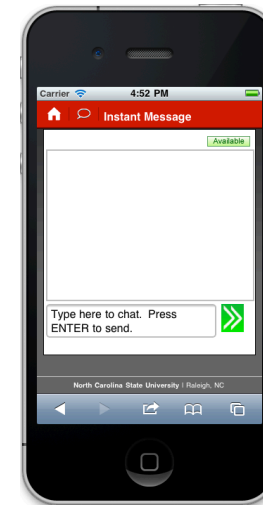 Carrier 4:52 PM
Instant Message
Available
Type here to chat. Press
ENTER to send.
North Carolina State University | Raleigh, NC